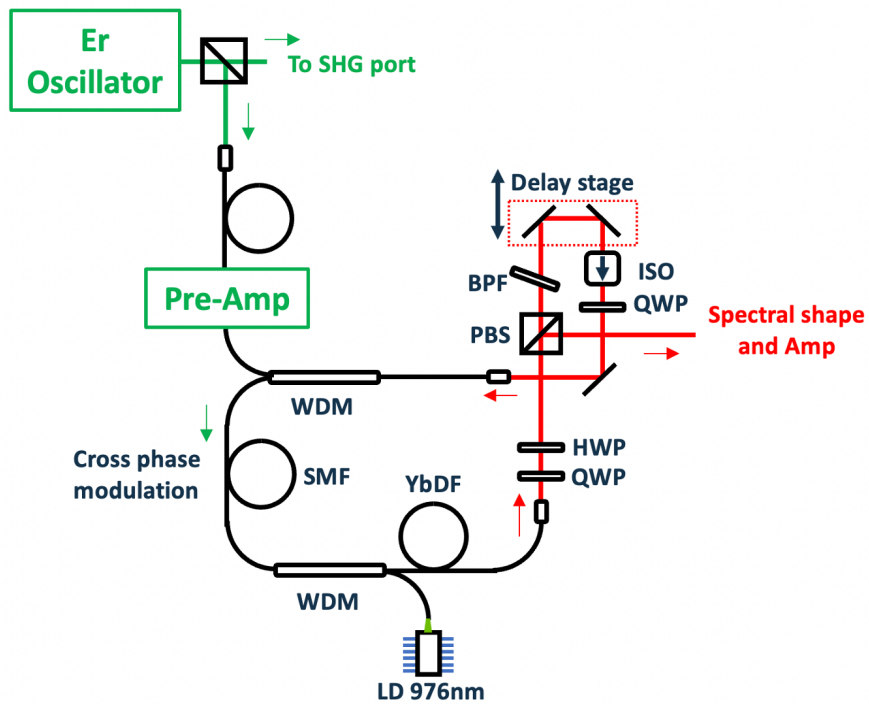 Er
Oscillator
To SHG port
Delay stage
BPF
ISO
QWP
Pre-Amp
PBS
Spectral shape
and Amp
WDM
Cross phase
modulation
SMF
YbDF
HWP
QWP
WDM
LD 976nm